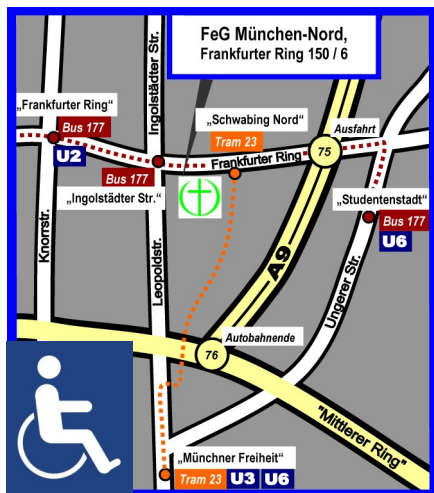 FeG München-Nord,
Frankfurter Ring 150 / 6
Ingolstädter Str.
„Frankfurter Ring“
Bus 177
U2
„Schwabing Nord“
Tram 23
Ausfahrt
75
Frankfurter Ring
Bus 177
„Ingolstädter Str.“
„Studentenstadt“
Bus 177
U6
Knorrstr.
Leopoldstr.
A9
Ungerer Str.
Autobahnende
76
"Mittlerer Ring"
„Münchner Freiheit“
Tram 23 U3 U6